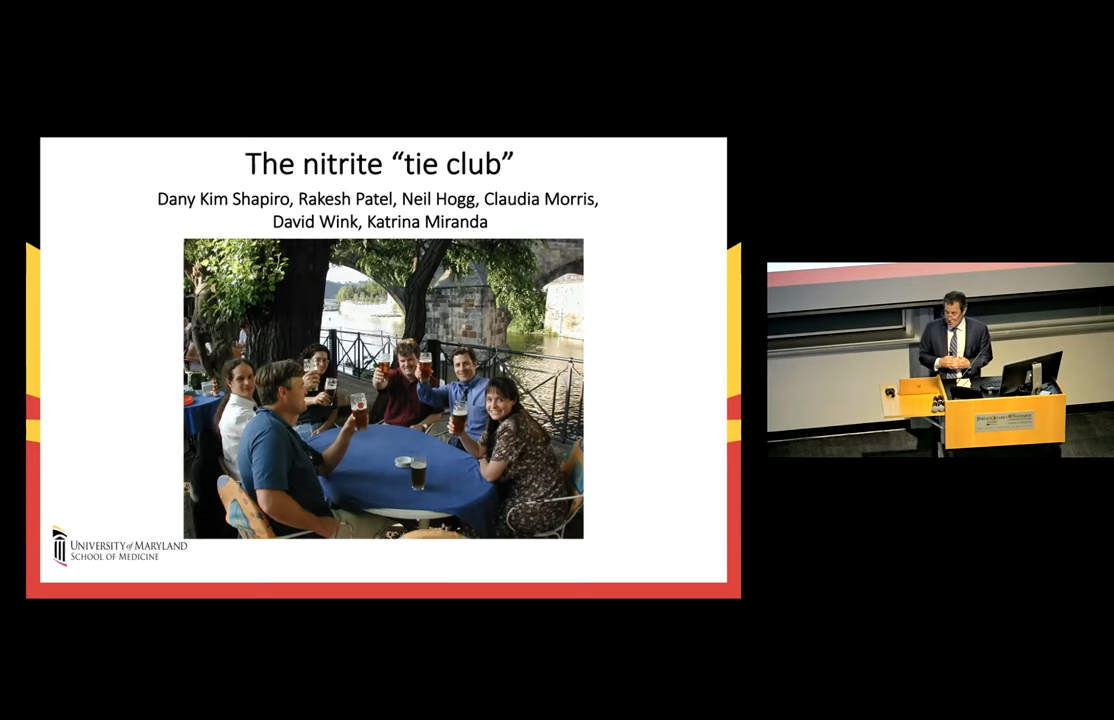 The nitrite “tie club”
Dany Kim Shapiro, Rakesh Patel, Neil Hogg, Claudia Morris,
David Wink, Katrina Miranda
UNIVERSITY of MARYLAND
SCHOOL OF MEDICINE